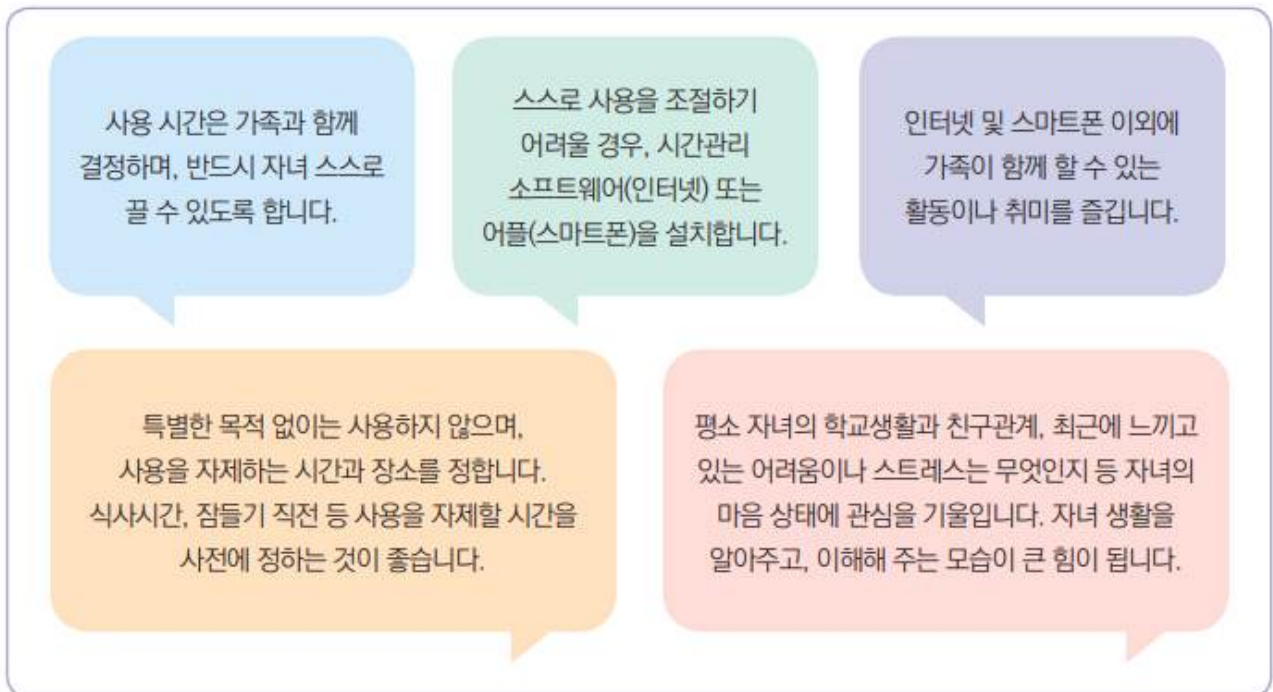 사용 시간은 가족과 함께
결정하며, 반드시 자녀 스스로
끌 수 있도록 합니다.
스스로 사용을 조절하기
어려울 경우, 시간관리
소프트웨어(인터넷) 또는
어플(스마트폰)을 설치합니다.
인터넷 및 스마트폰 이외에
가족이 함께 할 수 있는
활동이나 취미를 즐깁니다.
특별한 목적 없이는 사용하지 않으며,
사용을 자제하는 시간과 장소를 정합니다.
식사시간, 잠들기 직전 등 사용을 자제할 시간을
사전에 정하는 것이 좋습니다.
평소 자녀의 학교생활과 친구관계, 최근에 느끼고
있는 어려움이나 스트레스는 무엇인지 등 자녀의
마음 상태에 관심을 기울입니다. 자녀 생활을
알아주고, 이해해 주는 모습이 큰 힘이 됩니다.